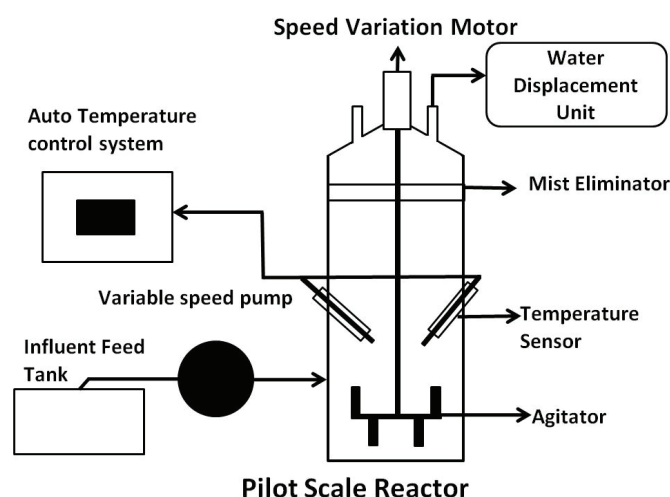 Speed Variation Motor
Water
Displacement
Unit
Auto Temperature
control system
Mist Eliminator
Variable speed pump
Temperature
Sensor
Influent Feed
Tank
Agitator
Pilot Scale Reactor